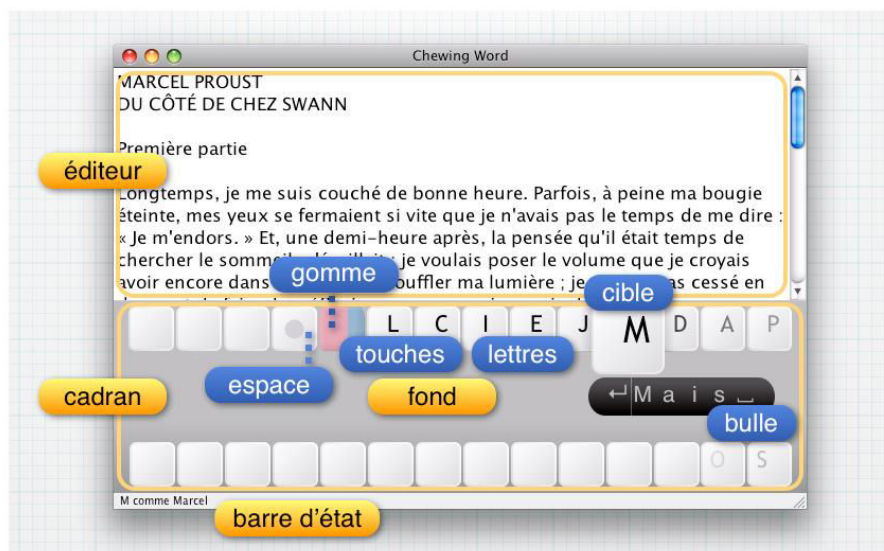 Chewing Word
MARCEL PROUST
DU CÔTÉ DE CHEZ SWANN
Première partie
éditeur
Longtemps, je me suis couché de bonne heure. Parfois, à peine ma bougie
éteinte, mes yeux se fermaient si vite que je n'avais pas le temps de me dire :
« Je m'endors. » Et, une demi-heure après, la pensée qu'il était temps de
chercher le je voulais poser le volume que je croyais
avoir encore dans ma lumière ; cessé en
gomme
cible
L C I E J M D A P
touches
lettres
espace
cadran
fond
↵Mais⎵
bulle
O S
M comme Marcel
barre d'état